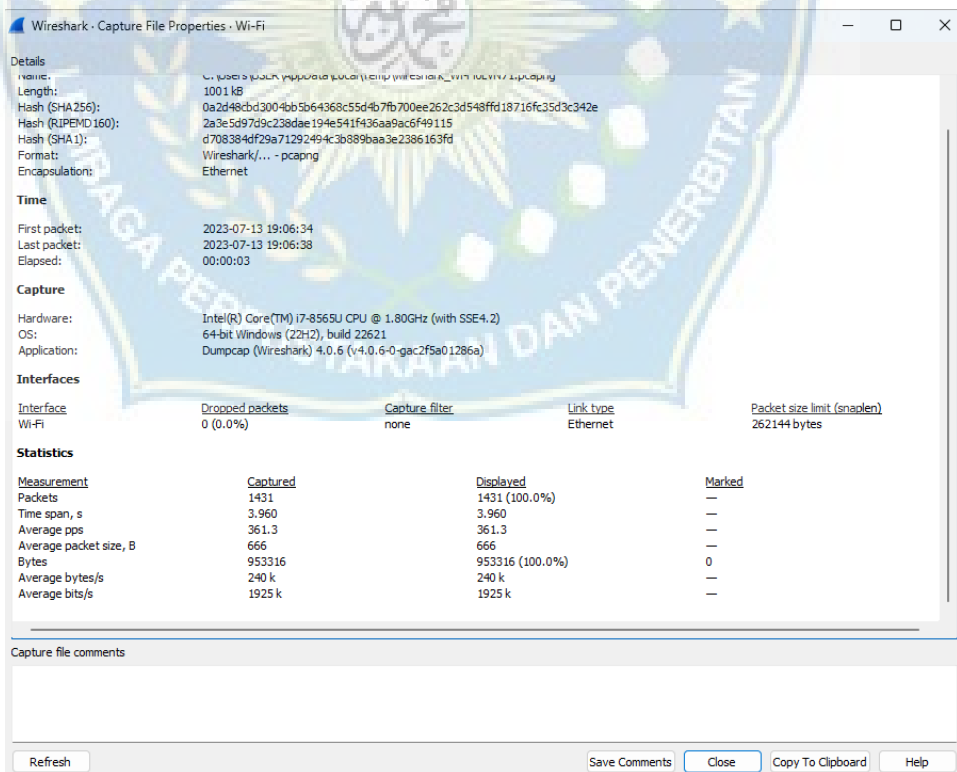 Wireshark · Capture File Properties · Wi-Fi
Details
Name:
Length: 1001 kB
Hash (SHA256): 0a2d48cbd3004bb5b64368c55d4b7fb700ee262c3d548ffd18716fc35d3c342e
Hash (RIPEMD160): 2a3e5d97d9c238dae194e541f436aa9ac6f49115
Hash (SHA1): d708384df29a71292494c3b889baa3e2386163fd
Format: Wireshark/... - pcapng
Encapsulation: Ethernet
Time
First packet: 2023-07-13 19:06:34
Last packet: 2023-07-13 19:06:38
Elapsed: 00:00:03
Capture
Hardware: Intel(R) Core(TM) i7-8565U CPU @ 1.80GHz (with SSE4.2)
OS: 64-bit Windows (22H2), build 22621
Application: Dumpcap (Wireshark) 4.0.6 (v4.0.6-0-gac2f5a01286a)
Interfaces
Interface Dropped packets Capture filter Link type Packet size limit (snaplen)
Wi-Fi 0 (0.0%) none Ethernet 262144 bytes
Statistics
Measurement Captured Displayed Marked
Packets 1431 1431 (100.0%) —
Time span, s 3.960 3.960 —
Average pps 361.3 361.3 —
Average packet size, B 666 666 —
Bytes 953316 953316 (100.0%) 0
Average bytes/s 240 k 240 k —
Average bits/s 1925 k 1925 k —
Capture file comments
Refresh Save Comments Close Copy To Clipboard Help
LEMBAGA PERPUSTAKAAN DAN PENERBITAN